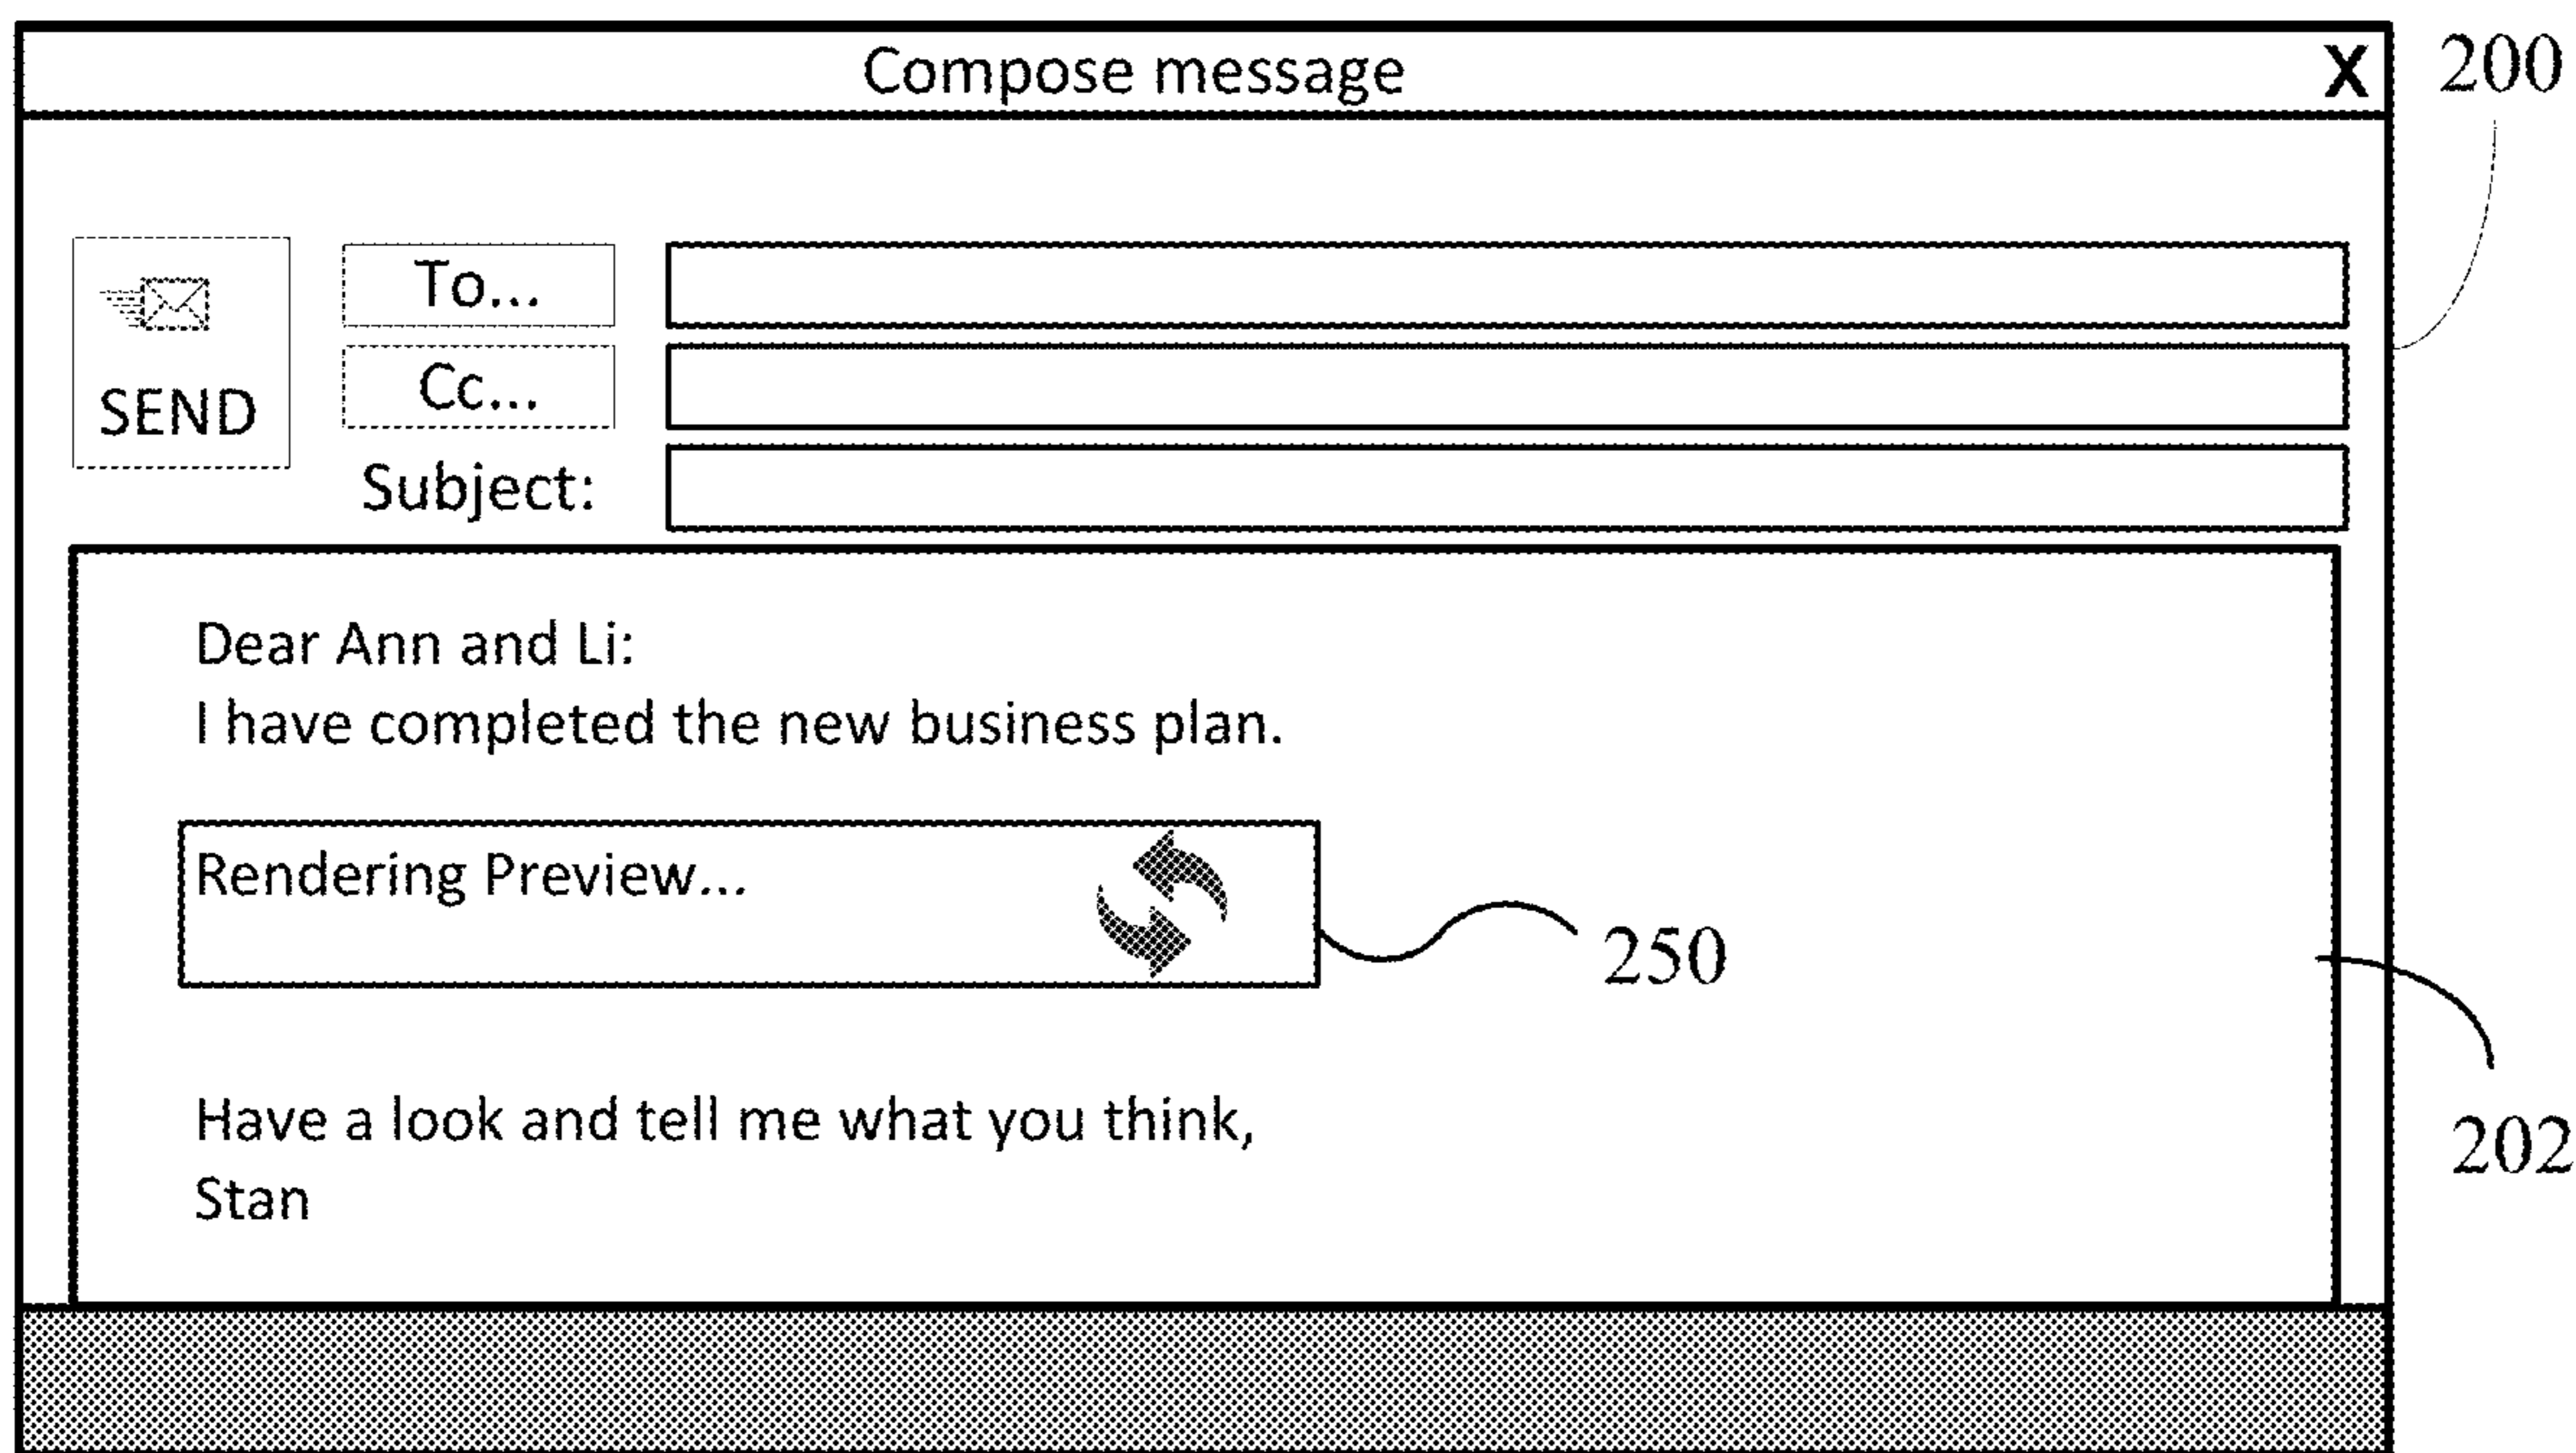 Compose message X
200
To...
Cc...
SEND
Subject:
Dear Ann and Li:
I have completed the new business plan.
Rendering Preview...
250
202
Have a look and tell me what you think,
Stan